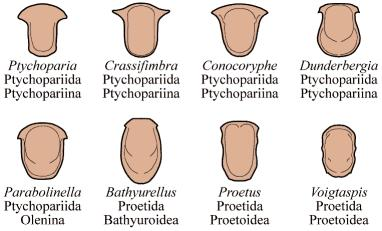 Ptychoparia Crassifimbra Conocoryphe Dunderbergia
Ptychopariida Ptychopariida Ptychopariida Ptychopariida
Ptychopariina Ptychopariina Ptychopariina Ptychopariina
Parabolinella Bathyurellus Proetus Voigtaspis
Ptychopariida Proetida Proetida Proetida
Olenina Bathyuroidea Proetoidea Proetoidea